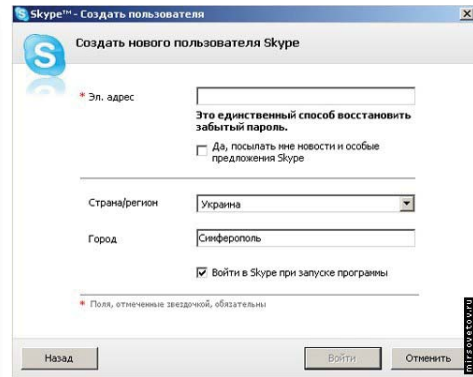 Skype™ - Создать пользователя
Создать нового пользователя Skype
* Эл. адрес
Это единственный способ восстановить
забытый пароль.
Да, посылать мне новости и особые
предложения Skype
Страна/регион
Украина
Город
Симферополь
Войти в Skype при запуске программы
* Поля, отмеченные звездочкой, обязательны
Назад
Войти
Отменить
mirsovetov.ru